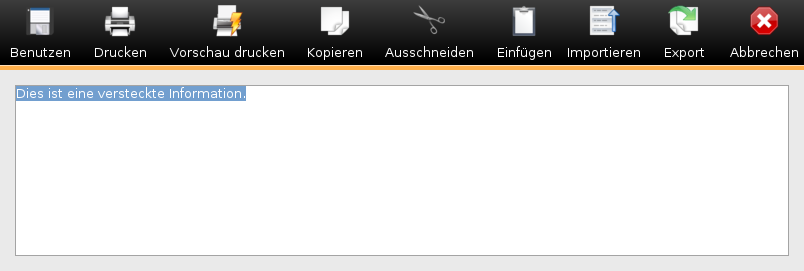 Benutzen Drucken Vorschau drucken Kopieren Ausschneiden Einfügen Importieren Export Abbrechen
Dies ist eine versteckte Information.